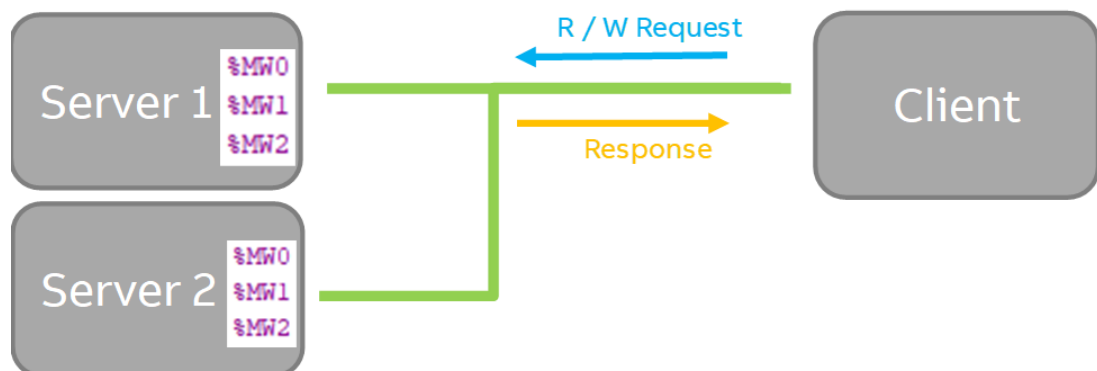 R / W Request
Server 1
%MW0
%MW1
%MW2
Client
Response
Server 2
%MW0
%MW1
%MW2